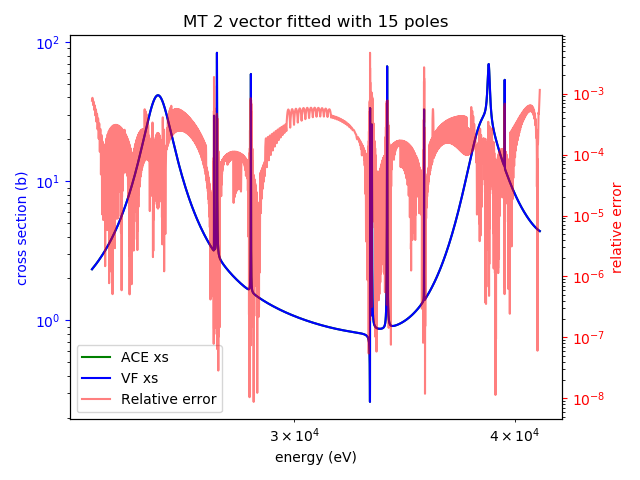 MT 2 vector fitted with 15 poles
10²
10¹
10⁰
cross section (b)
10⁻³
10⁻⁴
10⁻⁵
10⁻⁶
10⁻⁷
10⁻⁸
relative error
ACE xs
VF xs
Relative error
3 × 10⁴
4 × 10⁴
energy (eV)